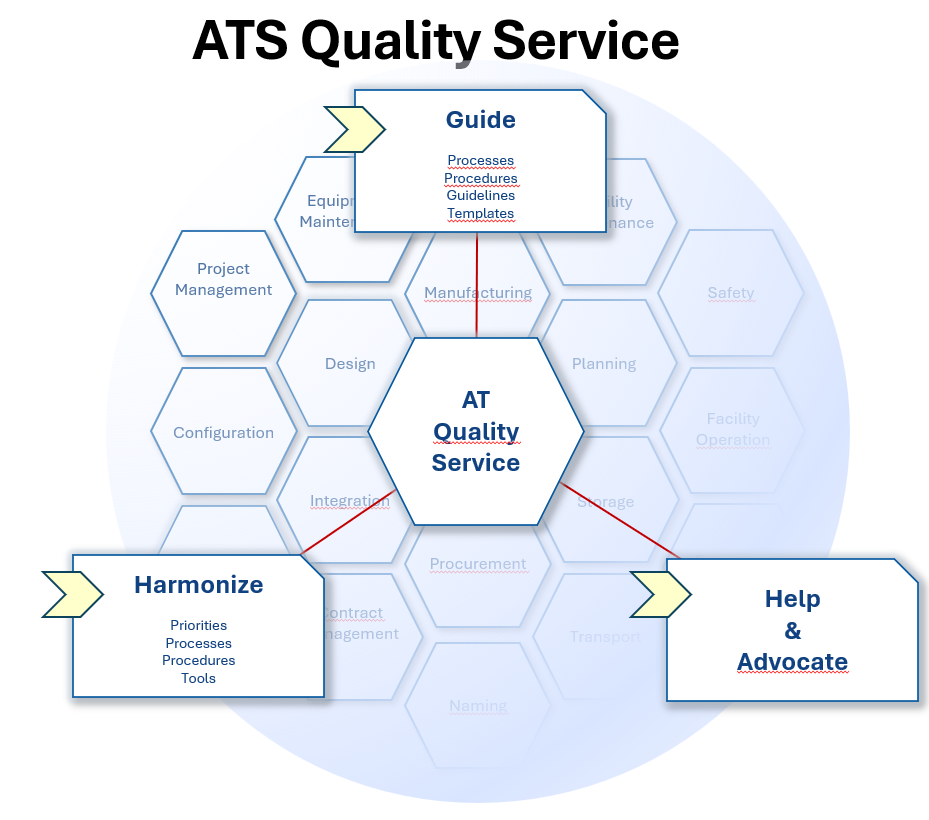 ATS Quality Service
Guide
Processes
Procedures
Guidelines
Templates
Project
Management
Manufacturing
Safety
Design
Planning
AT
Quality
Service
Configuration
Facility
Operation
Integration
Storage
Procurement
Harmonize
Priorities
Processes
Procedures
Tools
Help
&
Advocate
Transport
Naming